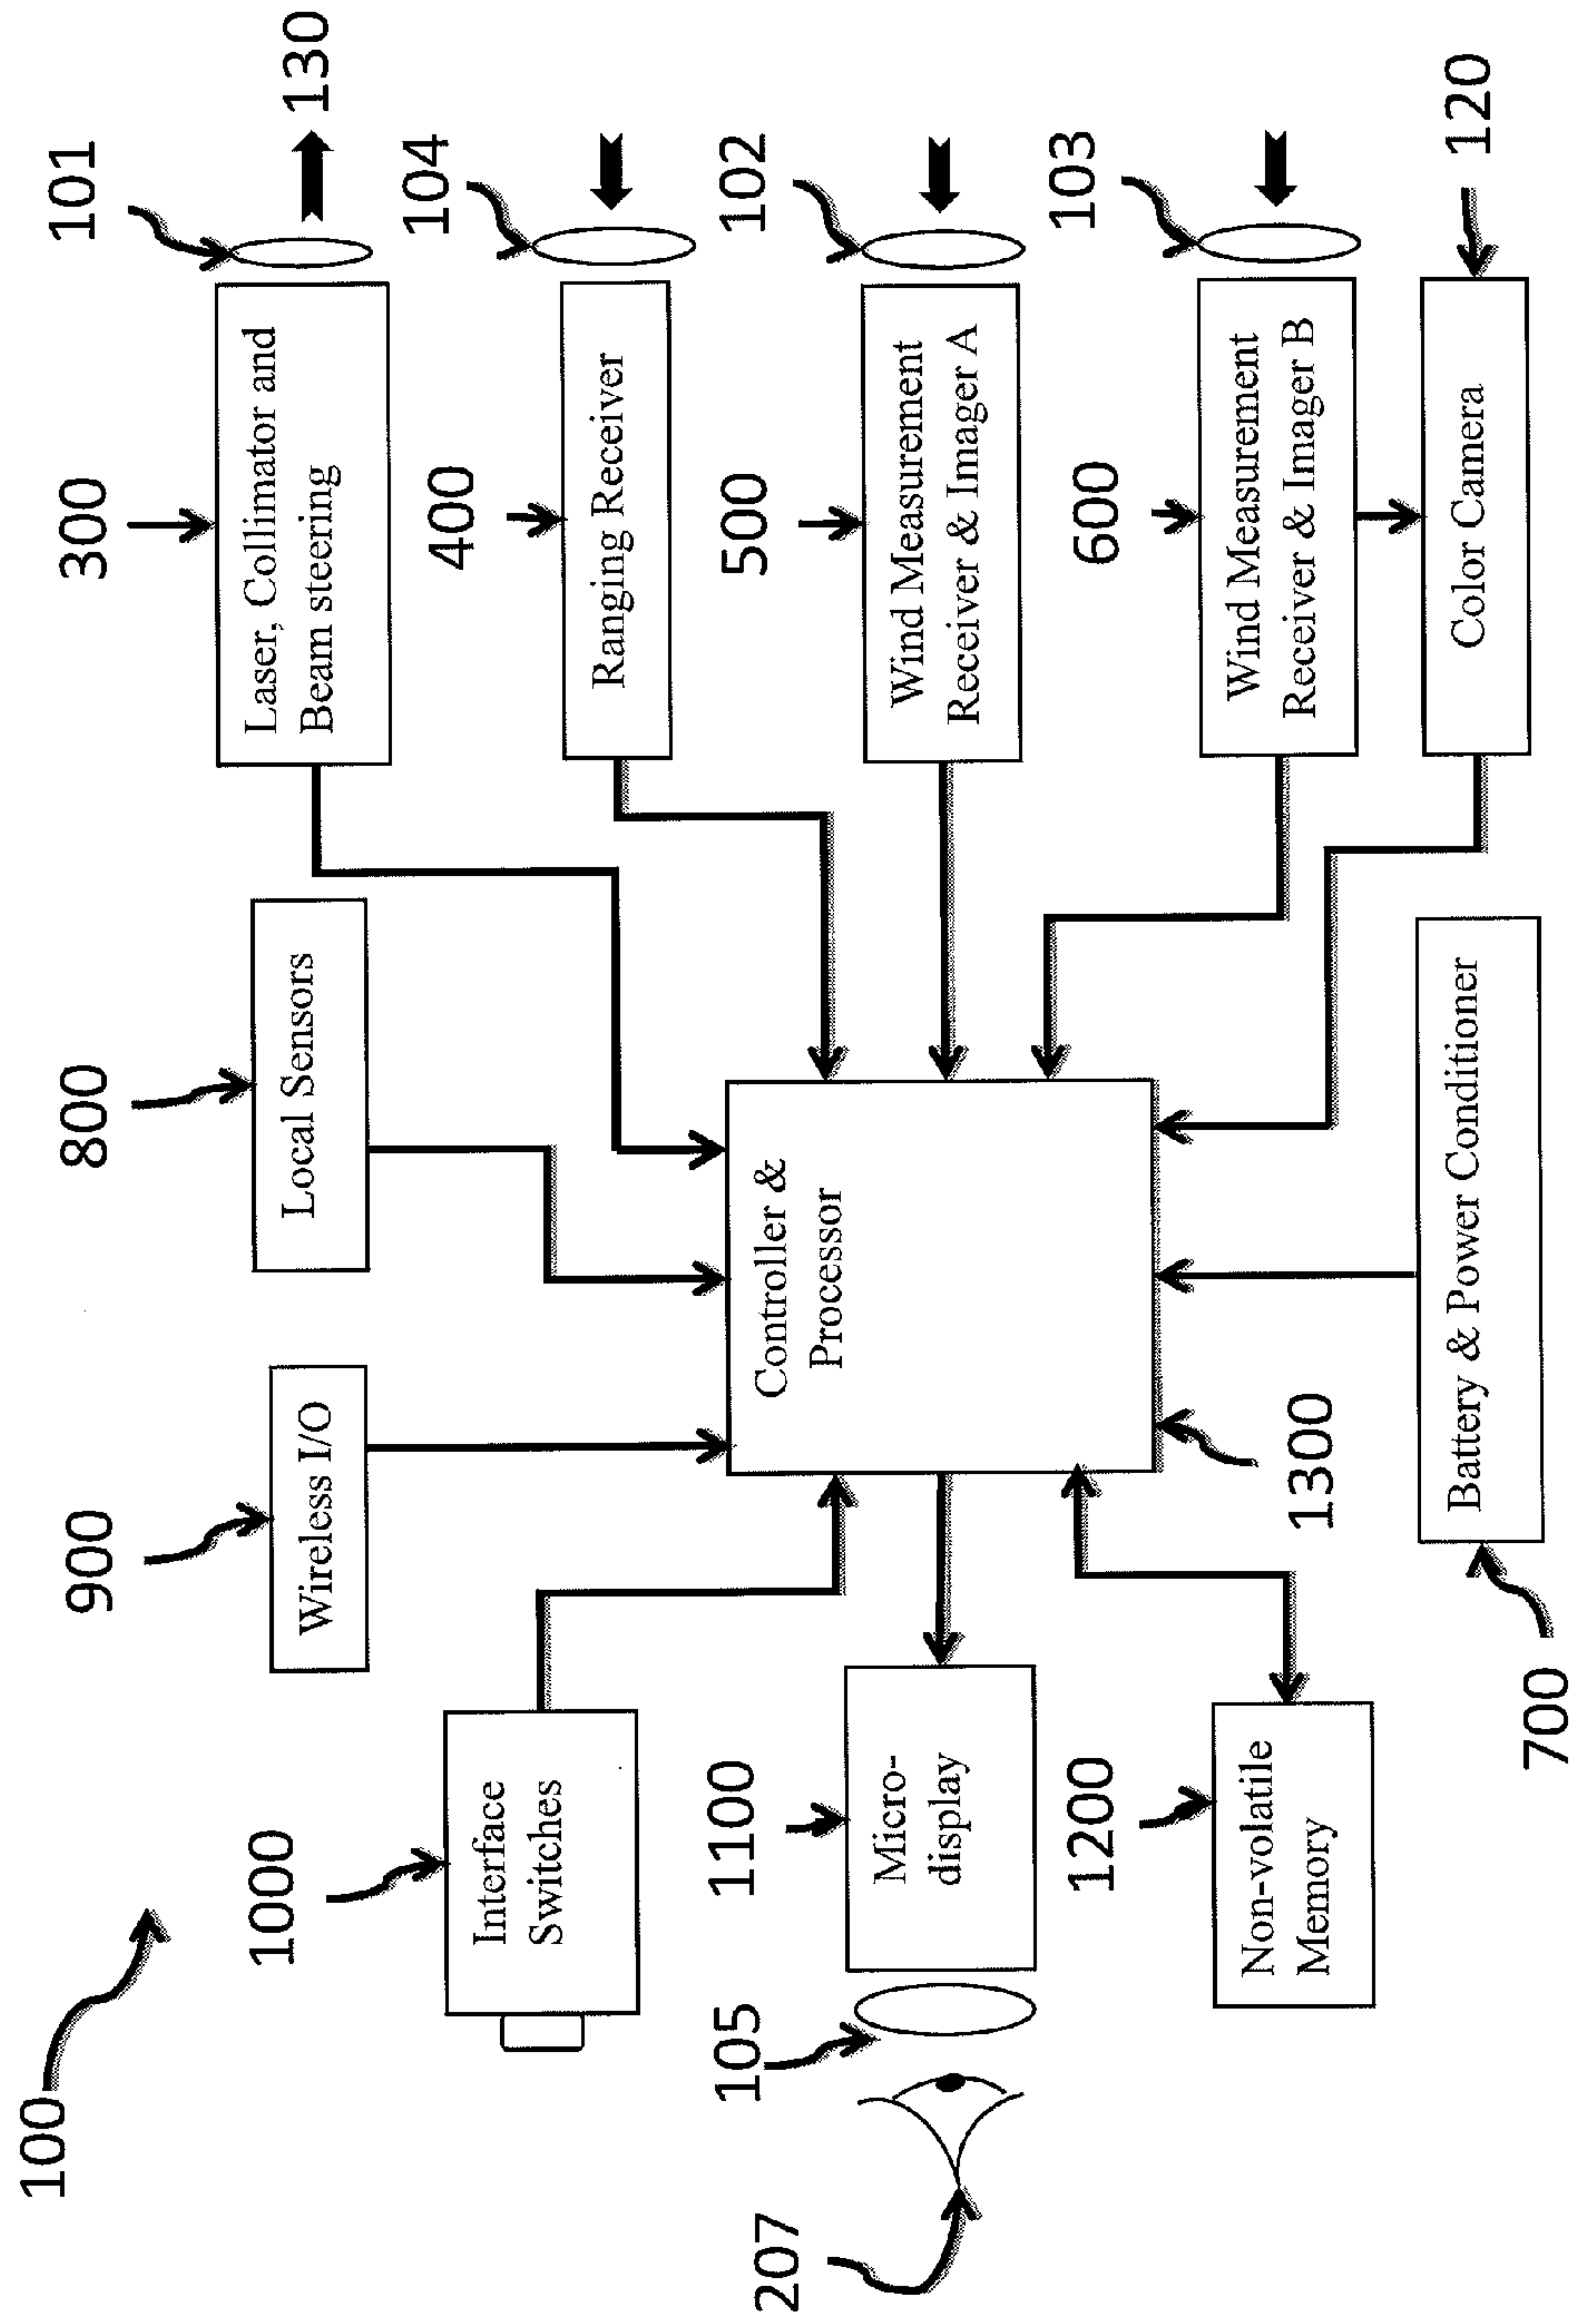 100
900
800
300
101
130
Wireless I/O
Local Sensors
Laser, Collimator and
Beam steering
1000
Interface
Switches
400
104
Ranging Receiver
1100
105
207
Micro-
display
Controller &
Processor
500
102
Wind Measurement
Receiver & Imager A
1200
Non-volatile
Memory
1300
600
103
Wind Measurement
Receiver & Imager B
700
Battery & Power Conditioner
Color Camera
120